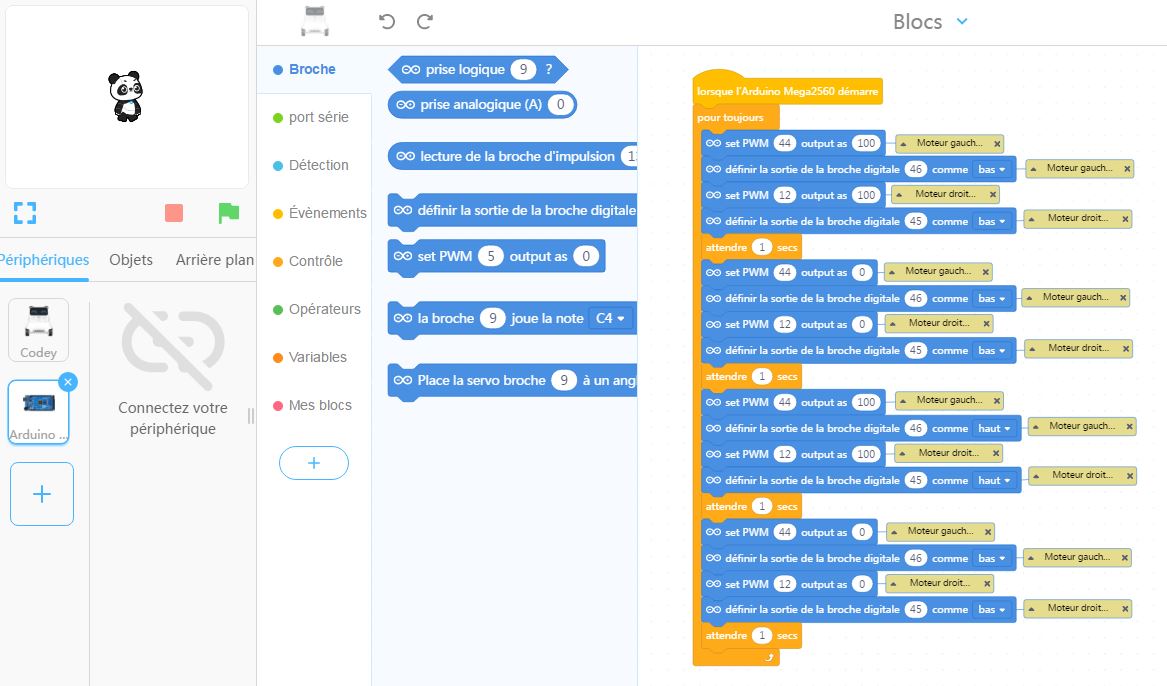 Blocs
Périphériques
Objets
Arrière plan
Codey
Arduino ...
Connectez votre
périphérique
Broche
port série
Détection
Évènements
Contrôle
Opérateurs
Variables
Mes blocs
prise logique 9 ?
prise analogique (A) 0
lecture de la broche d'impulsion
définir la sortie de la broche digitale
set PWM 5 output as 0
la broche 9 joue la note C4
Place la servo broche 9 à un
lorsque l'Arduino Mega2560 démarre
pour toujours
set PWM 44 output as 100 Moteur gauch...
définir la sortie de la broche digitale 46 comme bas Moteur gauch...
set PWM 12 output as 100 Moteur droit...
définir la sortie de la broche digitale 45 comme bas Moteur droit...
attendre 1 secs
set PWM 44 output as 0 Moteur gauch...
définir la sortie de la broche digitale 46 comme bas Moteur gauch...
set PWM 12 output as 0 Moteur droit...
définir la sortie de la broche digitale 45 comme bas Moteur droit...
attendre 1 secs
set PWM 44 output as 100 Moteur gauch...
définir la sortie de la broche digitale 46 comme haut Moteur gauch...
set PWM 12 output as 100 Moteur droit...
définir la sortie de la broche digitale 45 comme haut Moteur droit...
attendre 1 secs
set PWM 44 output as 0 Moteur gauch...
définir la sortie de la broche digitale 46 comme bas Moteur gauch...
set PWM 12 output as 0 Moteur droit...
définir la sortie de la broche digitale 45 comme bas Moteur droit...
attendre 1 secs